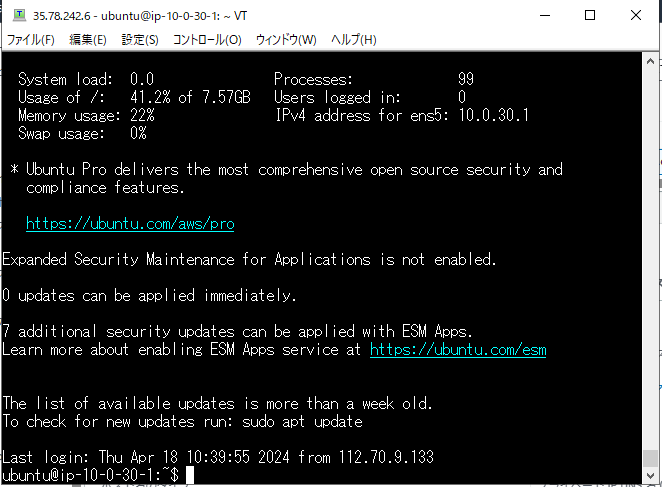 35.78.242.6 - ubuntu@ip-10-0-30-1: ~ VT
ファイル(F) 編集(E) 設定(S) コントロール(O) ウィンドウ(W) ヘルプ(H)
System load: 0.0 Processes: 99
Usage of /: 41.2% of 7.57GB Users logged in: 0
Memory usage: 22% IPv4 address for ens5: 10.0.30.1
Swap usage: 0%
* Ubuntu Pro delivers the most comprehensive open source security and
compliance features.
https://ubuntu.com/aws/pro
Expanded Security Maintenance for Applications is not enabled.
0 updates can be applied immediately.
7 additional security updates can be applied with ESM Apps.
Learn more about enabling ESM Apps service at https://ubuntu.com/esm
The list of available updates is more than a week old.
To check for new updates run: sudo apt update
Last login: Thu Apr 18 10:39:55 2024 from 112.70.9.133
ubuntu@ip-10-0-30-1:~$